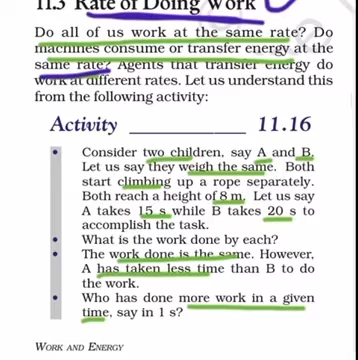 11.3 Rate of Doing Work
Do all of us work at the same rate? Do
machines consume or transfer energy at the
same rate? Agents that transfer energy do
work at different rates. Let us understand this
from the following activity:
Activity ______________ 11.16
• Consider two children, say A and B.
Let us say they weigh the same. Both
start climbing up a rope separately.
Both reach a height of 8 m. Let us say
A takes 15 s while B takes 20 s to
accomplish the task.
• What is the work done by each?
• The work done is the same. However,
A has taken less time than B to do
the work.
• Who has done more work in a given
time, say in 1 s?
WORK AND ENERGY